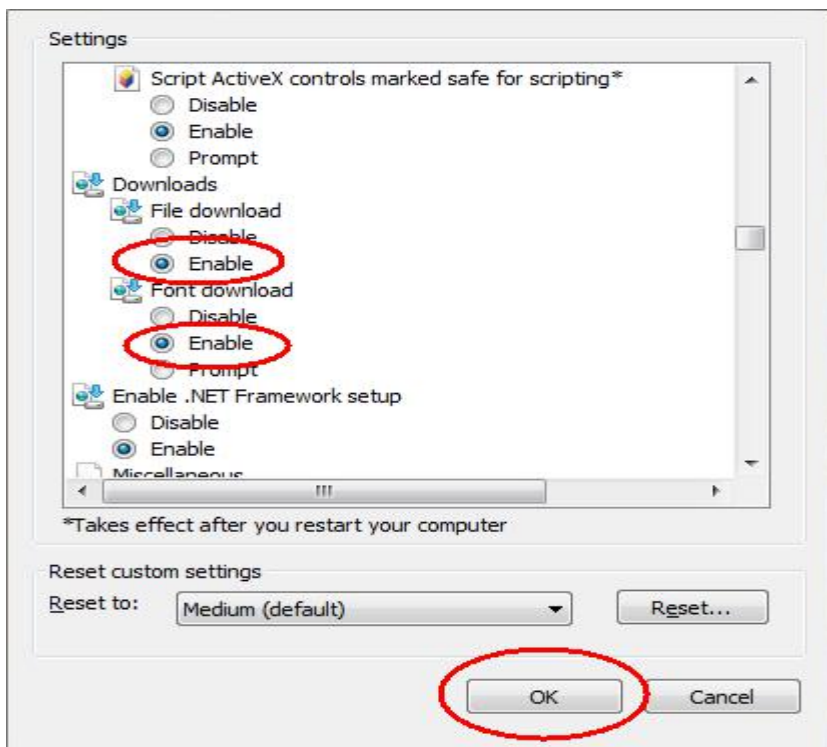 Settings
Script ActiveX controls marked safe for scripting*
Disable
Enable
Prompt
Downloads
File download
Disable
Enable
Font download
Disable
Enable
Prompt
Enable .NET Framework setup
Disable
Enable
Miscellaneous
*Takes effect after you restart your computer
Reset custom settings
Reset to: Medium (default) Reset...
OK Cancel